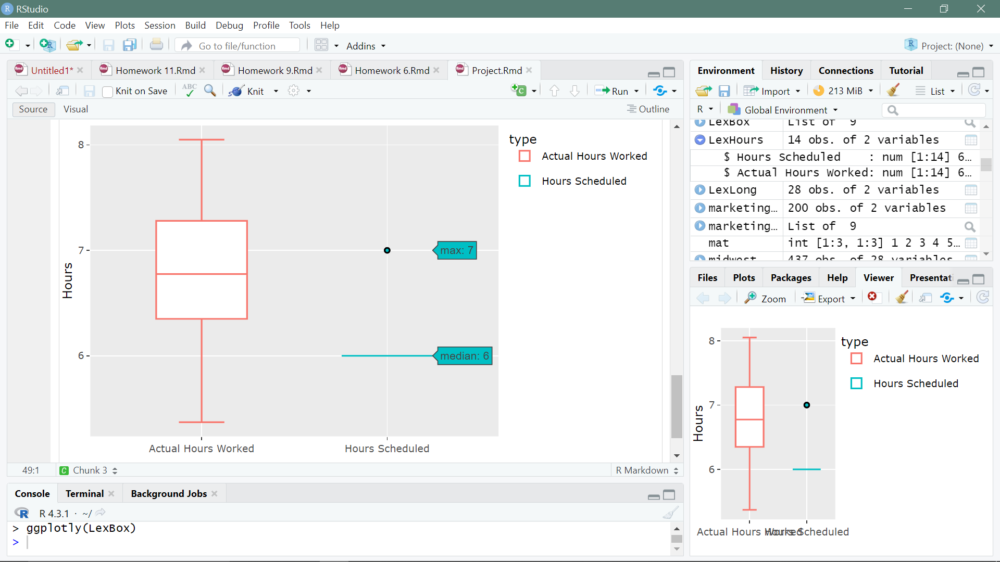 RStudio
File Edit Code View Plots Session Build Debug Profile Tools Help
Go to file/function Addins Project: (None)
Untitled1* Homework 11.Rmd Homework 9.Rmd Homework 6.Rmd Project.Rmd
Knit on Save ABC Knit Run
Source Visual Outline
8
7
6
Hours
max: 7
median: 6
Actual Hours Worked Hours Scheduled
type
Actual Hours Worked
Hours Scheduled
49:1 C Chunk 3 R Markdown
Console Terminal Background Jobs
R 4.3.1 · ~/
> ggplotly(LexBox)
>
Environment History Connections Tutorial
Import 213 MiB List
R Global Environment
LexBox List of 9
LexHours 14 obs. of 2 variables
$ Hours Scheduled : num [1:14] 6…
$ Actual Hours Worked: num [1:14] 6…
LexLong 28 obs. of 2 variables
marketing… 200 obs. of 2 variables
marketing… List of 9
mat int [1:3, 1:3] 1 2 3 4 5…
midwest 437 obs. of 28 variables
Files Plots Packages Help Viewer Presentati
Zoom Export
8
7
6
Hours
Actual Hours Worked Hours Scheduled
type
Actual Hours Worked
Hours Scheduled